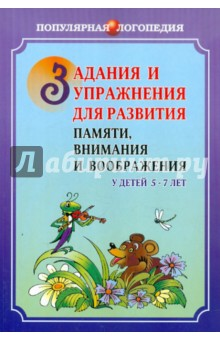 ПОПУЛЯРНАЯ ЛОГОПЕДИЯ
ЗАДАНИЯ И
УПРАЖНЕНИЯ
ДЛЯ РАЗВИТИЯ
ПАМЯТИ,
ВНИМАНИЯ
И ВООБРАЖЕНИЯ
У ДЕТЕЙ 5-7 ЛЕТ